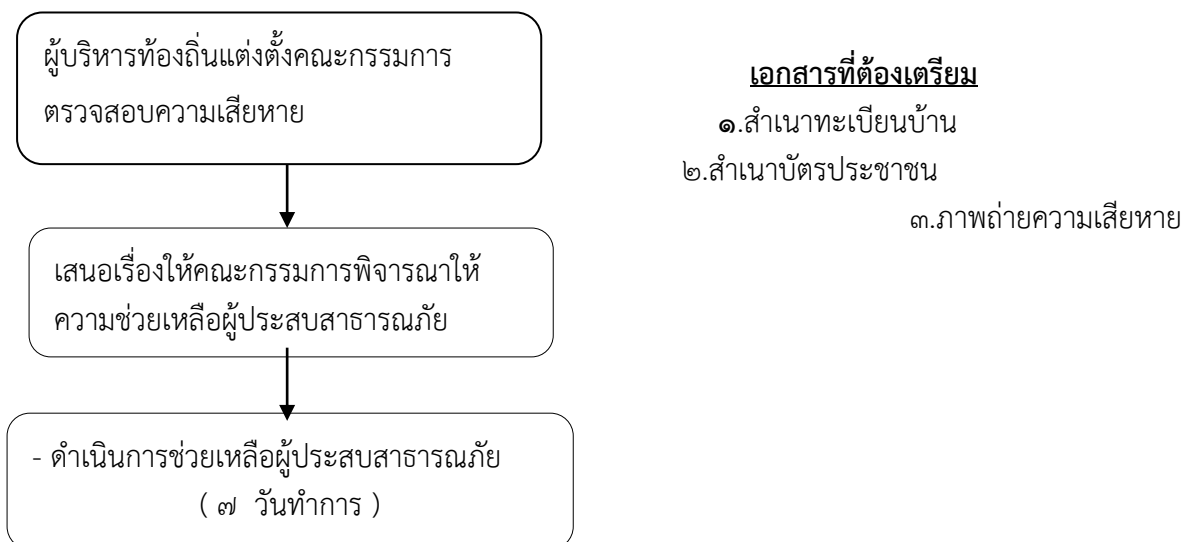 ผู้บริหารท้องถิ่นแต่งตั้งคณะกรรมการ
ตรวจสอบความเสียหาย
เสนอเรื่องให้คณะกรรมการพิจารณาให้
ความช่วยเหลือผู้ประสบสาธารณภัย
- ดำเนินการช่วยเหลือผู้ประสบสาธารณภัย
( ๗ วันทำการ )
เอกสารที่ต้องเตรียม
๑.สำเนาทะเบียนบ้าน
๒.สำเนาบัตรประชาชน
๓.ภาพถ่ายความเสียหาย